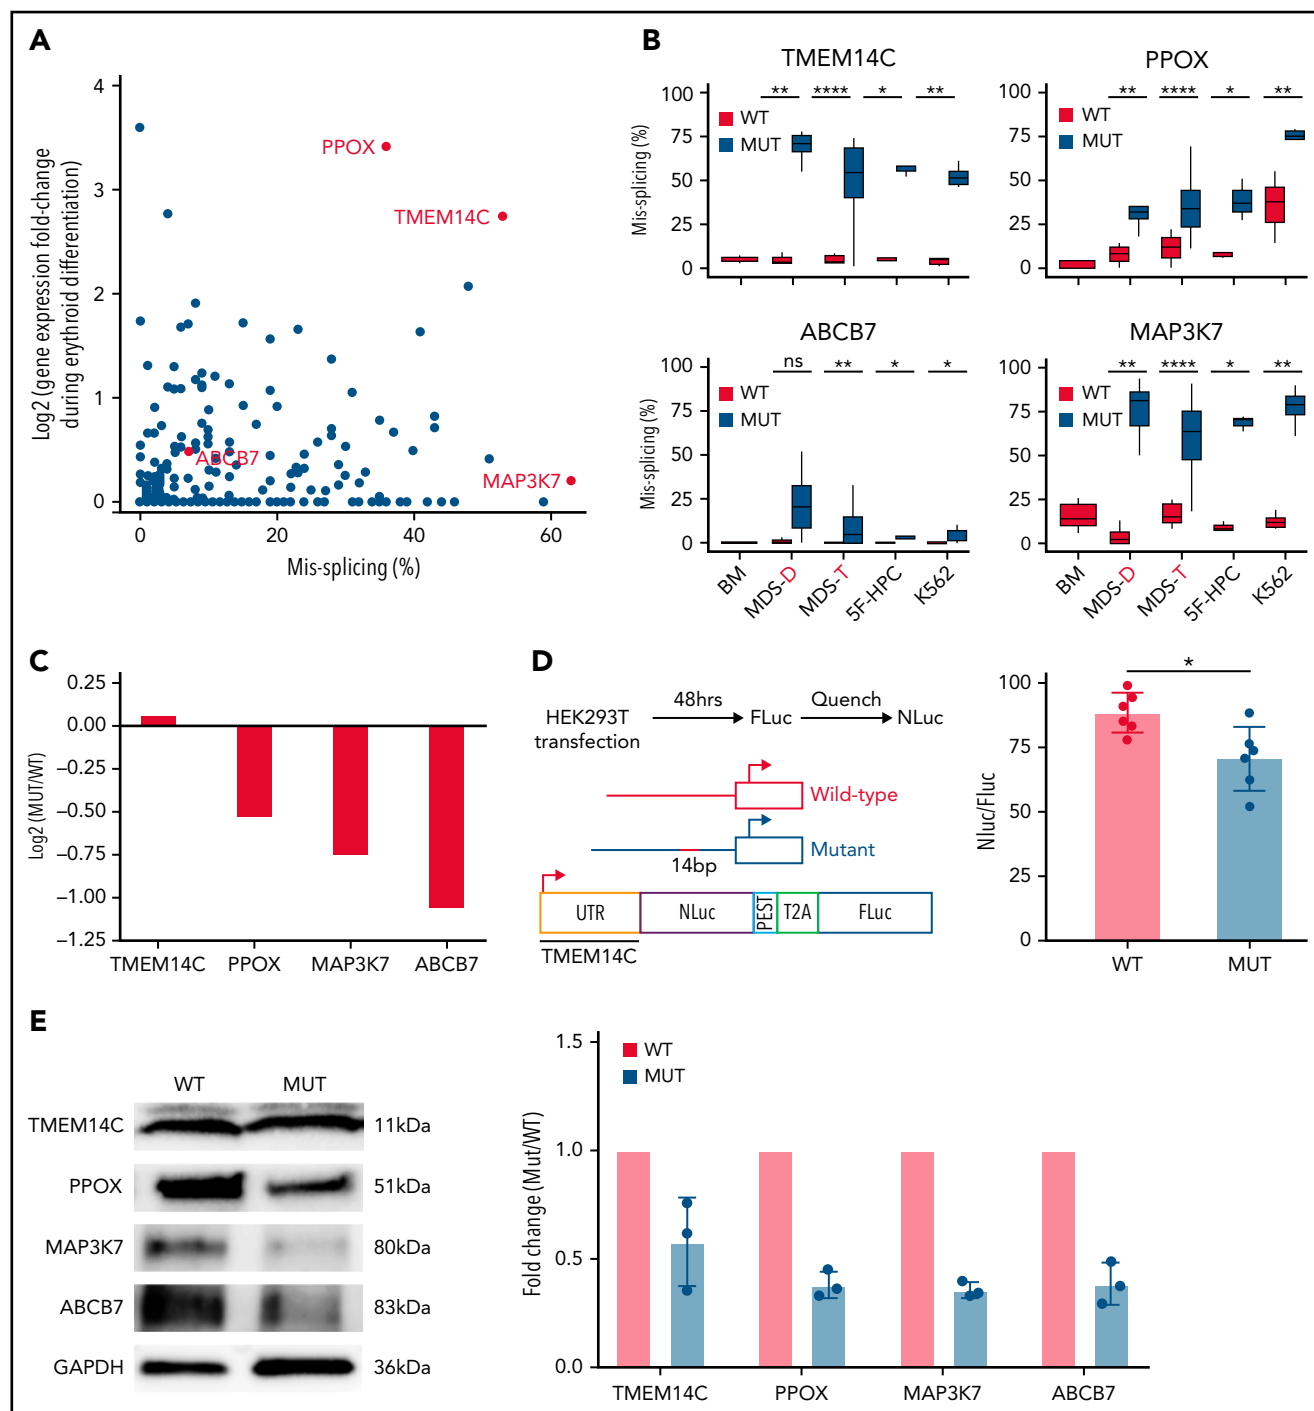 A
4
3
2
1
0
0
20
40
60
Log2 (gene expression fold-change
during erythroid differentiation)
Mis-splicing (%)
PPOX
TMEM14C
ABCB7
MAP3K7
B
TMEM14C
100
75
50
25
0
Mis-splicing (%)
WT
MUT
** **** * **
PPOX
100
75
50
25
0
WT
MUT
** **** * **
ABCB7
100
75
50
25
0
Mis-splicing (%)
WT
MUT
ns ** * *
BM
MDS-D
MDS-T
5F-HPC
K562
MAP3K7
100
75
50
25
0
WT
MUT
** **** * **
BM
MDS-D
MDS-T
5F-HPC
K562
C
0.25
0.00
−0.25
−0.50
−0.75
−1.00
−1.25
Log2 (MUT/WT)
TMEM14C PPOX MAP3K7 ABCB7
D
HEK293T
transfection
48hrs
FLuc
Quench
NLuc
Wild-type
Mutant
14bp
UTR NLuc PEST T2A FLuc
TMEM14C
100
75
50
25
0
Nluc/Fluc
*
WT MUT
E
WT MUT
TMEM14C 11kDa
PPOX 51kDa
MAP3K7 80kDa
ABCB7 83kDa
GAPDH 36kDa
1.5
1.0
0.5
0.0
Fold change (Mut/WT)
WT
MUT
TMEM14C PPOX MAP3K7 ABCB7